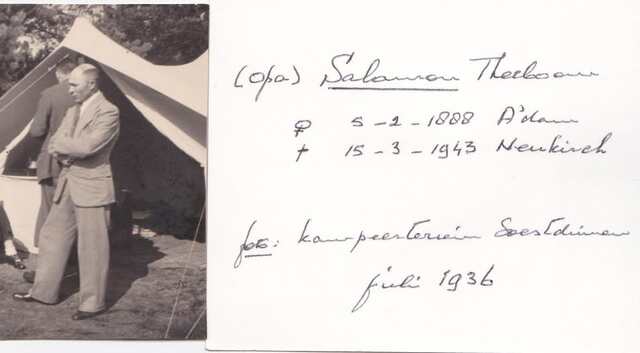 (Opa) Salomon Theeboom
5-2-1888 A'dam
† 15-3-1943 Neukirch
foto: kampeerterrein Soestduinen
juli 1936